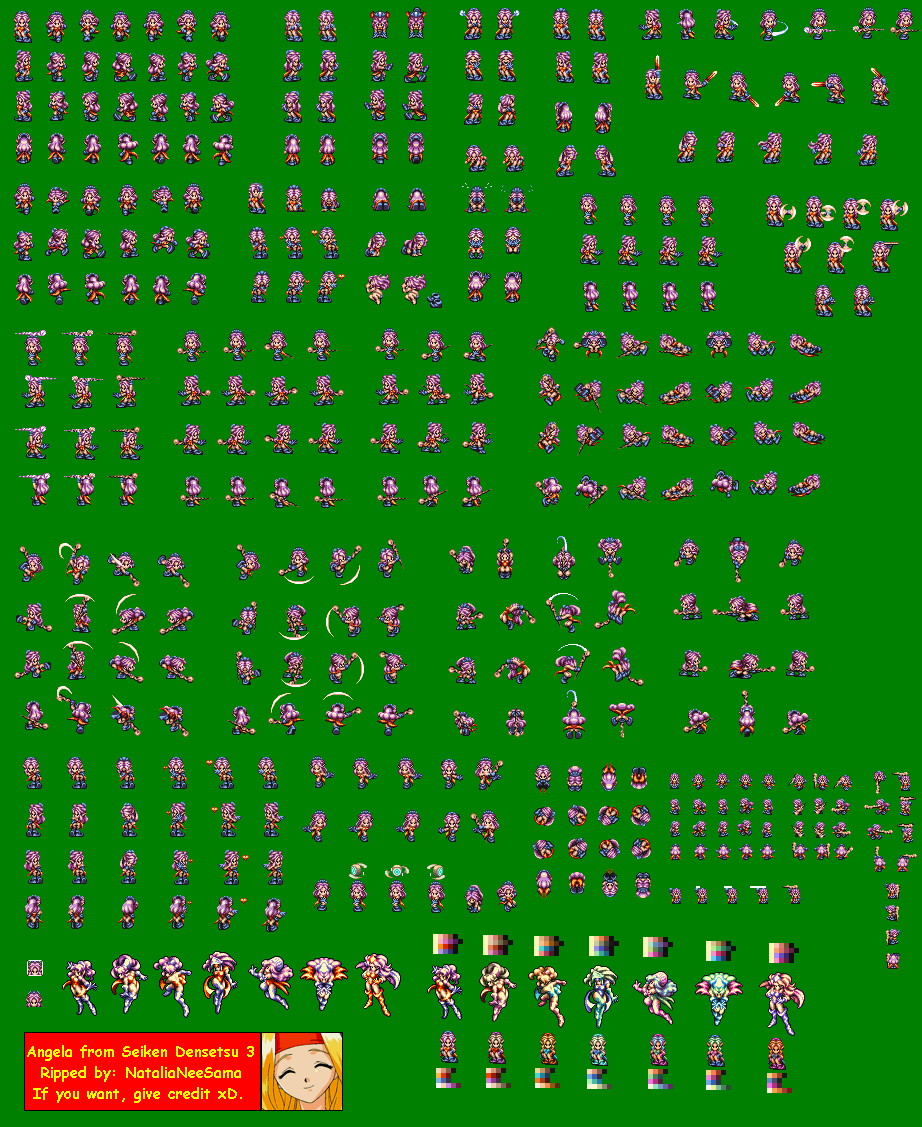 Angela from Seiken Densetsu 3
Ripped by: NataliaNeeSama
If you want, give credit xD.